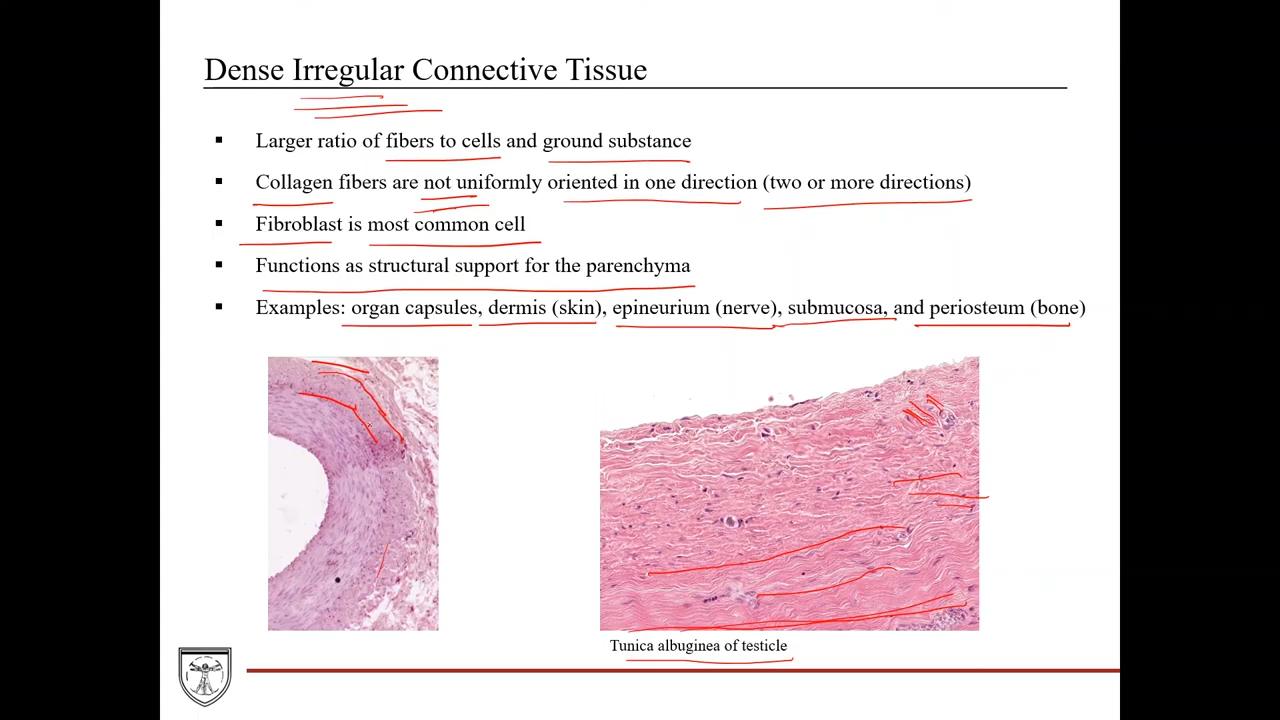 Dense Irregular Connective Tissue
Larger ratio of fibers to cells and ground substance
Collagen fibers are not uniformly oriented in one direction (two or more directions)
Fibroblast is most common cell
Functions as structural support for the parenchyma
Examples: organ capsules, dermis (skin), epineurium (nerve), submucosa, and periosteum (bone)
Tunica albuginea of testicle